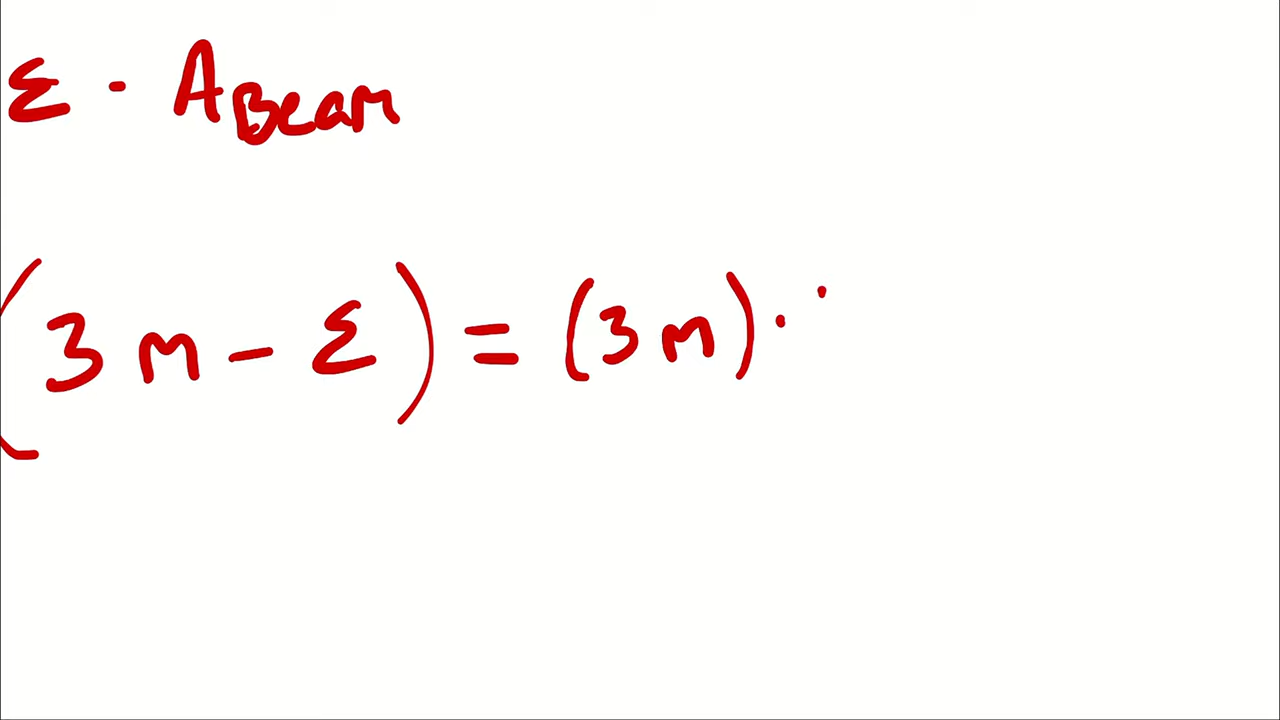 Σ · A_Beam
(3m - Σ) = (3m) ·